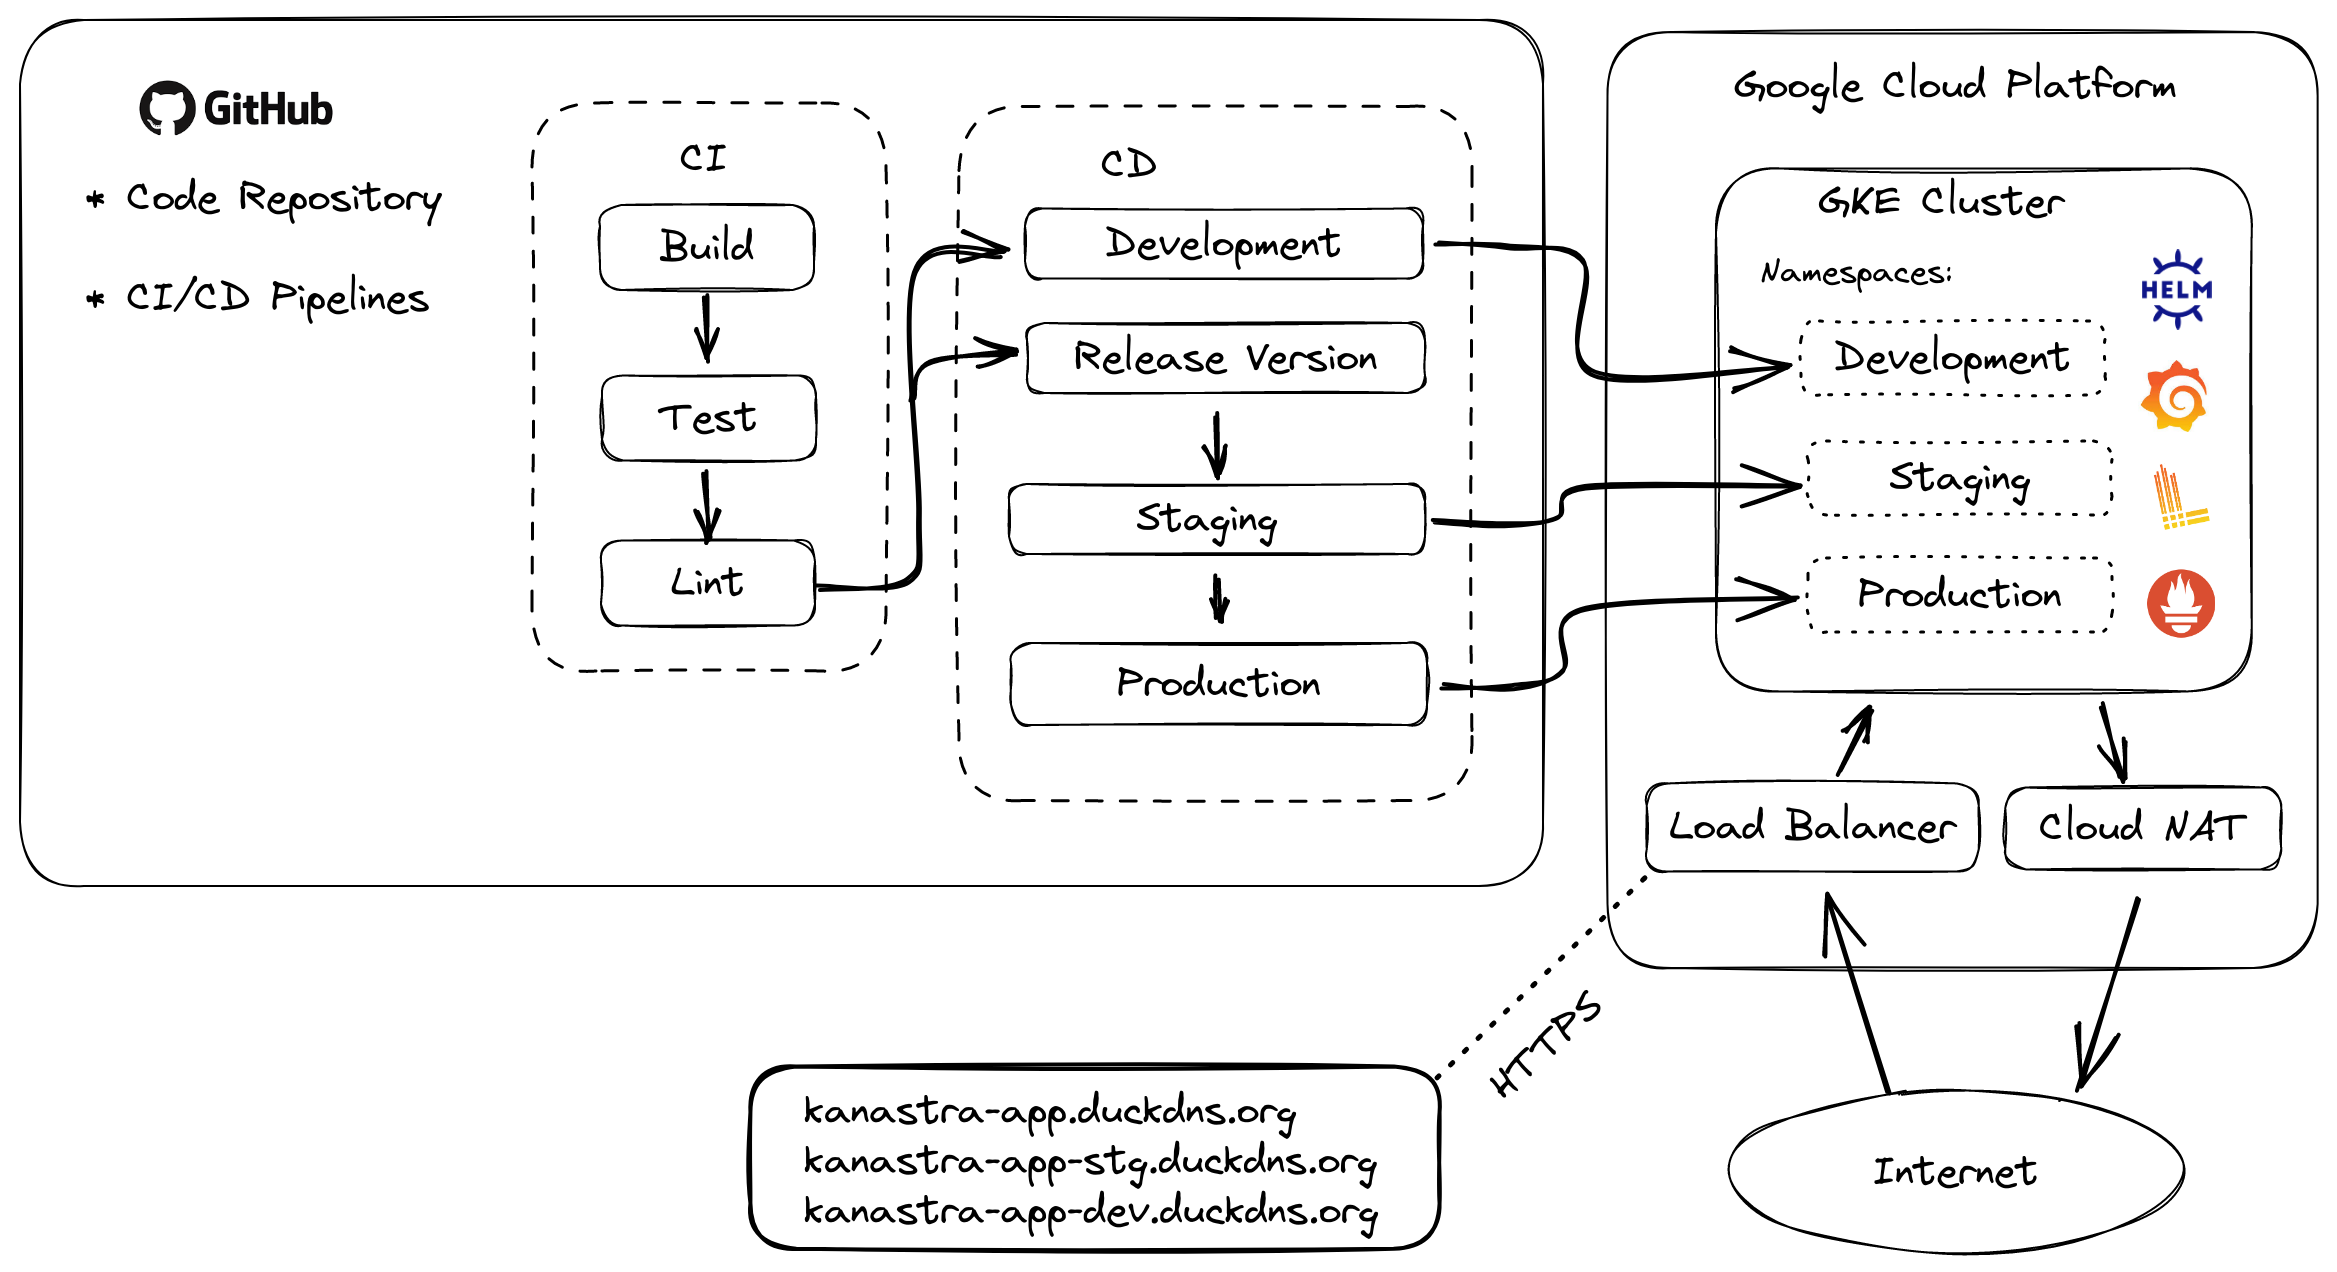 GitHub
* Code Repository
* CI/CD Pipelines
CI
Build
Test
Lint
CD
Development
Release Version
Staging
Production
Google Cloud Platform
GKE Cluster
Namespaces:
Development
Staging
Production
HELM
Load Balancer
Cloud NAT
HTTPS
kanastra-app.duckdns.org
kanastra-app-stg.duckdns.org
kanastra-app-dev.duckdns.org
Internet